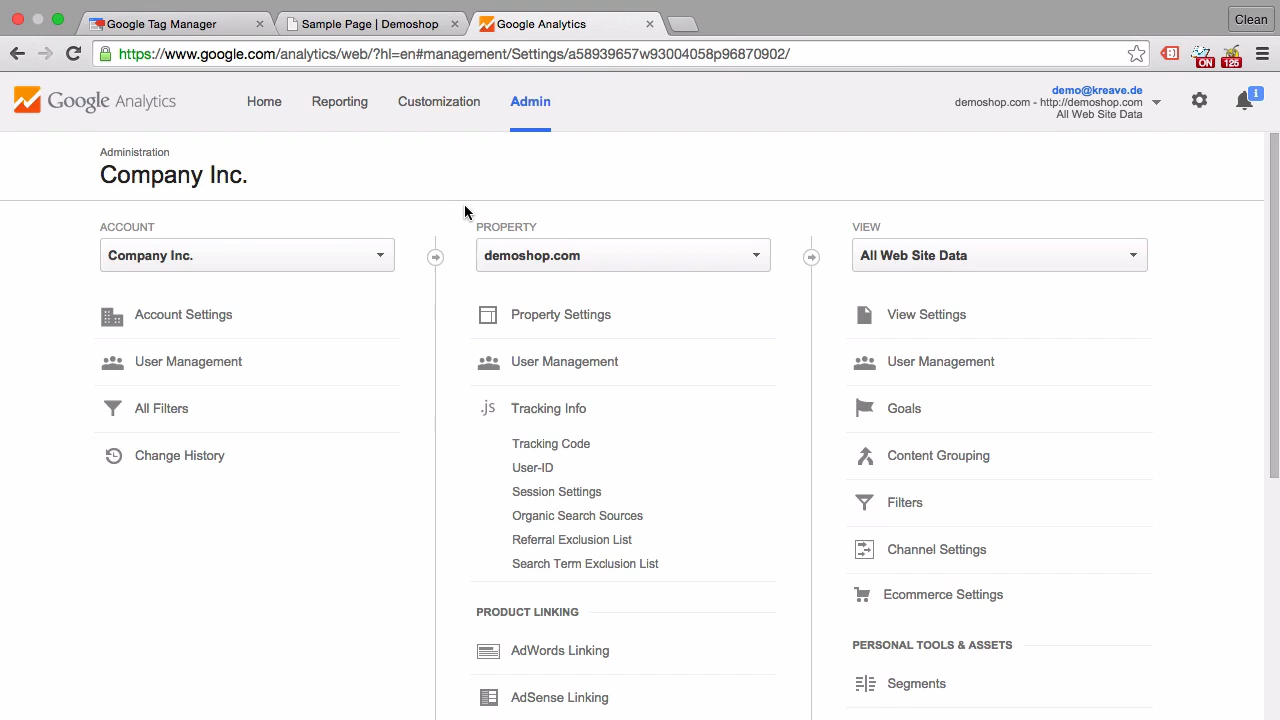 Google Tag Manager
Sample Page | Demoshop
Google Analytics
Clean
https://www.google.com/analytics/web/?hl=en#management/Settings/a58939657w93004058p96870902/
ON
125
Google Analytics
Home
Reporting
Customization
Admin
demo@kreave.de
demoshop.com - http://demoshop.com
All Web Site Data
Administration
Company Inc.
ACCOUNT
Company Inc.
Account Settings
User Management
All Filters
Change History
PROPERTY
demoshop.com
Property Settings
User Management
.js Tracking Info
Tracking Code
User-ID
Session Settings
Organic Search Sources
Referral Exclusion List
Search Term Exclusion List
PRODUCT LINKING
AdWords Linking
AdSense Linking
VIEW
All Web Site Data
View Settings
User Management
Goals
Content Grouping
Filters
Channel Settings
Ecommerce Settings
PERSONAL TOOLS & ASSETS
Segments